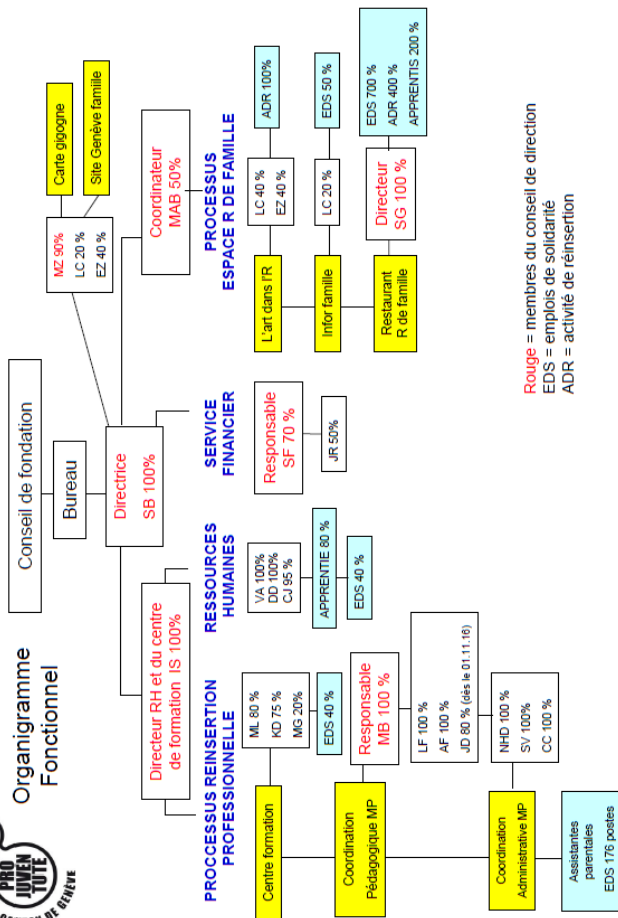 PRO
JUVEN
TUTE
DE GENÈVE
Organigramme
Fonctionnel
Conseil de fondation
Bureau
Directrice
SB 100%
MZ 90%
LC 20 %
EZ 40 %
Carte gigogne
Site Genève famiile
Directeur RH et du centre
de formation IS 100%
Coordinateur
MAB 50%
PROCCESSUS REINSERTION
PROFESSIONNELLE
RESSOURCES
HUMAINES
SERVICE
FINANCIER
PROCESSUS
ESPACE R DE FAMILLE
Centre formation
ML 80 %
KD 75 %
MG 20%
EDS 40 %
Coordination
Pédagogique MP
Responsable
MB 100 %
LF 100 %
AF 100 %
JD 80 % (dès le 01.11.16)
Coordination
Administrative MP
NHD 100 %
SV 100%
CC 100 %
Assistantes
parentales
EDS 176 postes
VA 100%
DD 100%
CJ 95 %
APPRENTIE 80 %
EDS 40 %
Responsable
SF 70 %
JR 50%
L'art dans l'R
LC 40 %
EZ 40 %
ADR 100%
Infor famille
LC 20 %
EDS 50 %
Restaurant
R de famille
Directeur
SG 100 %
EDS 700 %
ADR 400 %
APPRENTIS 200 %
Rouge = membres du conseil de direction
EDS = emplois de solidarité
ADR = activité de réinsertion